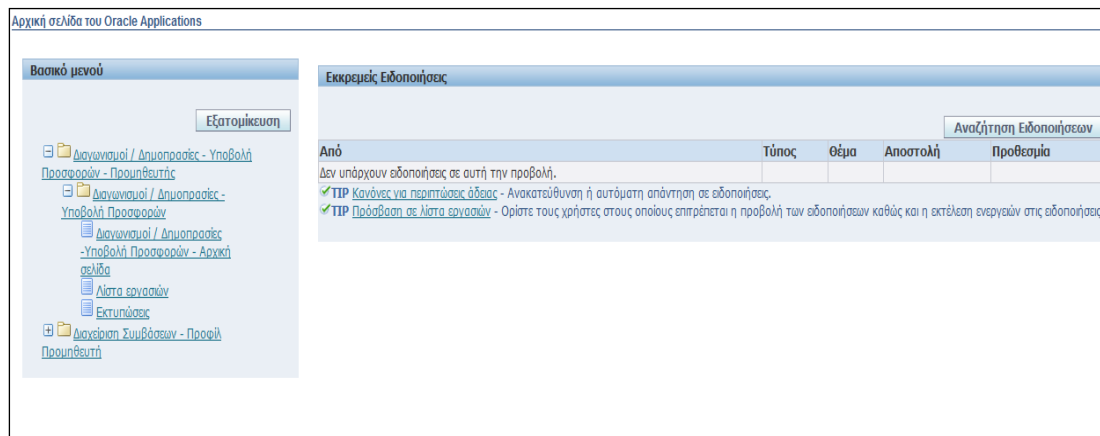 Αρχική σελίδα του Oracle Applications
Βασικό μενού
Εξατομίκευση
Διαγωνισμοί / Δημοπρασίες - Υποβολή
Προσφορών - Προμηθευτής
Διαγωνισμοί / Δημοπρασίες -
Υποβολή Προσφορών
Διαγωνισμοί / Δημοπρασίες
-Υποβολή Προσφορών - Αρχική
σελίδα
Λίστα εργασιών
Εκτυπώσεις
Διαχείριση Συμβάσεων - Προφίλ
Προμηθευτή
Εκκρεμείς Ειδοποιήσεις
Αναζήτηση Ειδοποιήσεων
Από Τύπος Θέμα Αποστολή Προθεσμία
Δεν υπάρχουν ειδοποιήσεις σε αυτή την προβολή.
TIP Κανόνες για περιπτώσεις άδειας - Ανακατεύθυνση ή αυτόματη απάντηση σε ειδοποιήσεις.
TIP Πρόσβαση σε λίστα εργασιών - Ορίστε τους χρήστες στους οποίους επιτρέπεται η προβολή των ειδοποιήσεων καθώς και η εκτέλεση ενεργειών στις ειδοποιήσεις